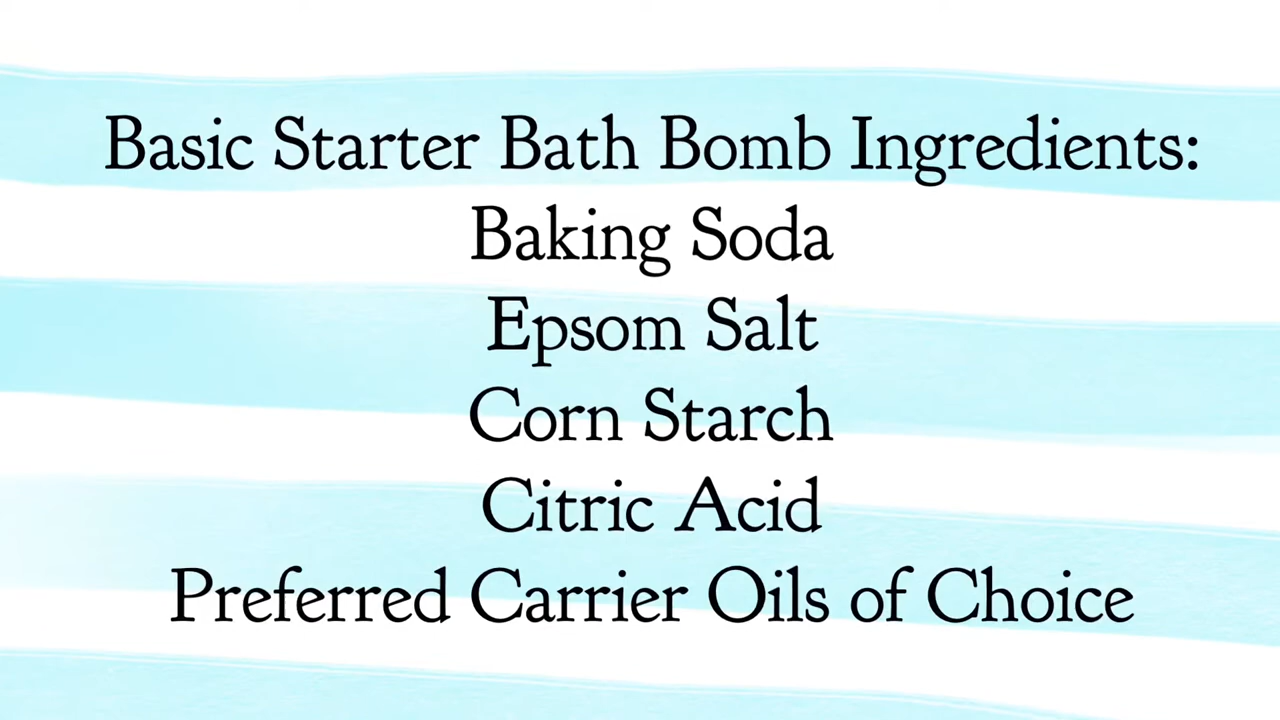 Basic Starter Bath Bomb Ingredients:
Baking Soda
Epsom Salt
Corn Starch
Citric Acid
Preferred Carrier Oils of Choice